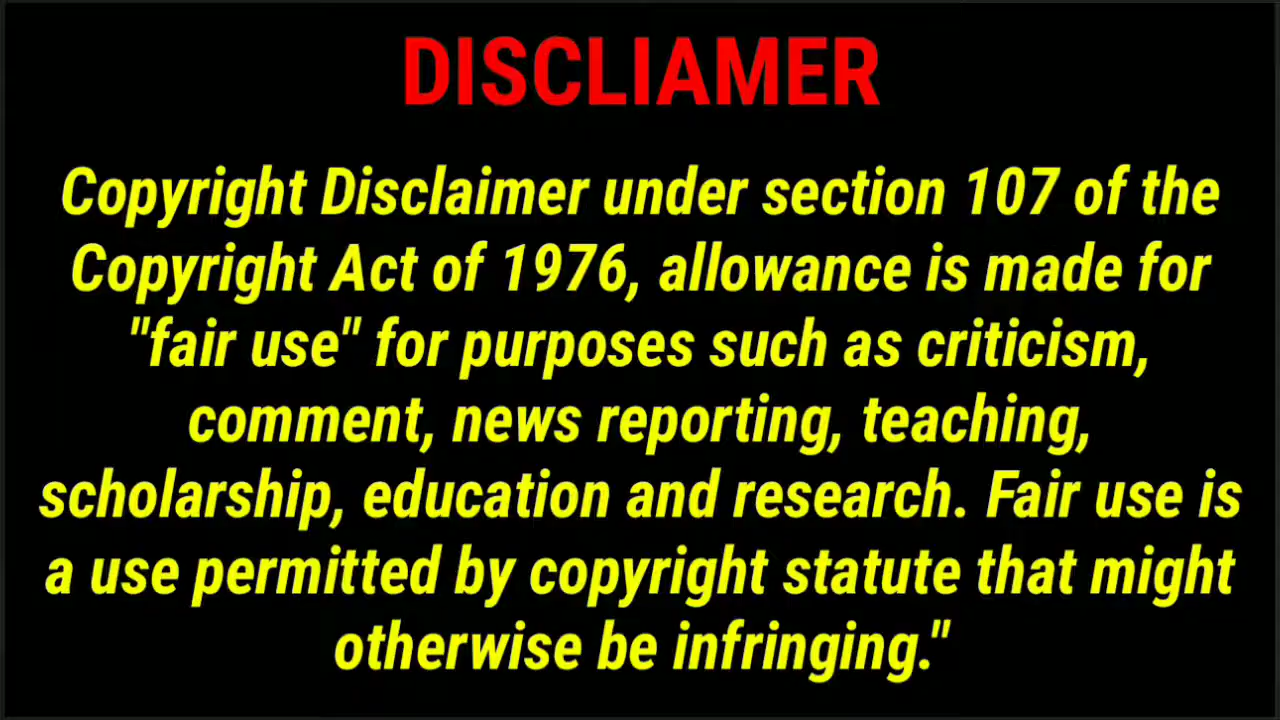 DISCLIAMER
Copyright Disclaimer under section 107 of the
Copyright Act of 1976, allowance is made for
"fair use" for purposes such as criticism,
comment, news reporting, teaching,
scholarship, education and research. Fair use is
a use permitted by copyright statute that might
otherwise be infringing."